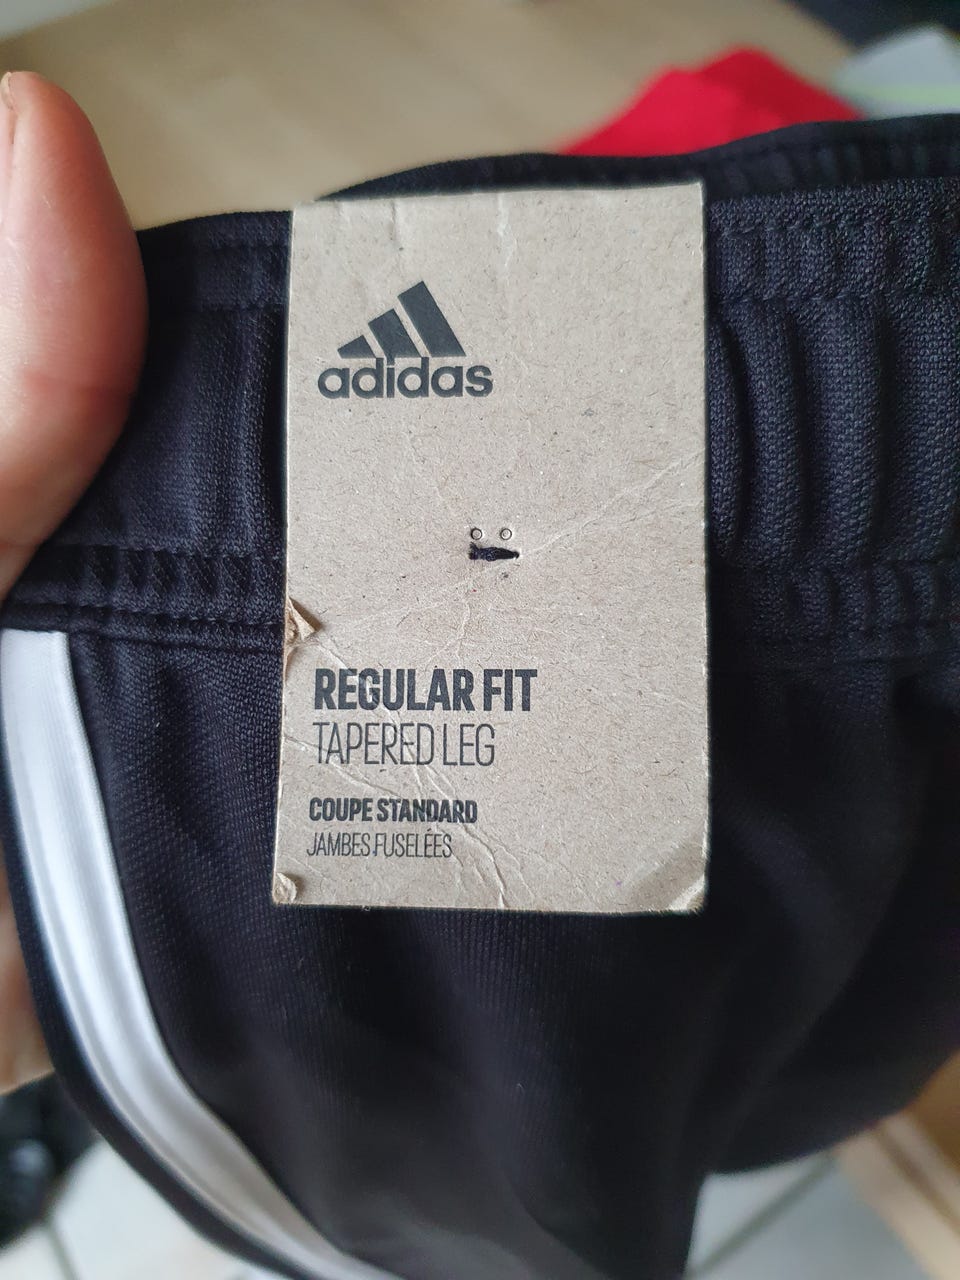 adidas
REGULAR FIT
TAPERED LEG
COUPE STANDARD
JAMBES FUSELÉES